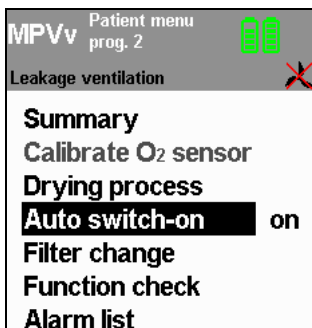 MPVv Patient menu
prog. 2
Leakage ventilation
Summary
Calibrate O₂ sensor
Drying process
Auto switch-on on
Filter change
Function check
Alarm list